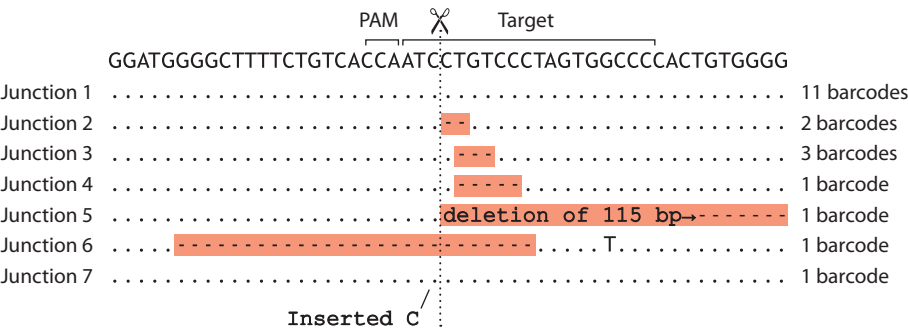 PAM Target
GGATGGGGCTTTTCTGTCACCAATCCTGTCCCTAGTGGCCCCACTGTGGGG
Junction 1 ................................................... 11 barcodes
Junction 2 .........................--........................ 2 barcodes
Junction 3 ..........................---...................... 3 barcodes
Junction 4 ..........................-----.................... 1 barcode
Junction 5 .........................deletion of 115 bp→------- 1 barcode
Junction 6 .....---------------------------.....T............. 1 barcode
Junction 7 ................................................... 1 barcode
Inserted C